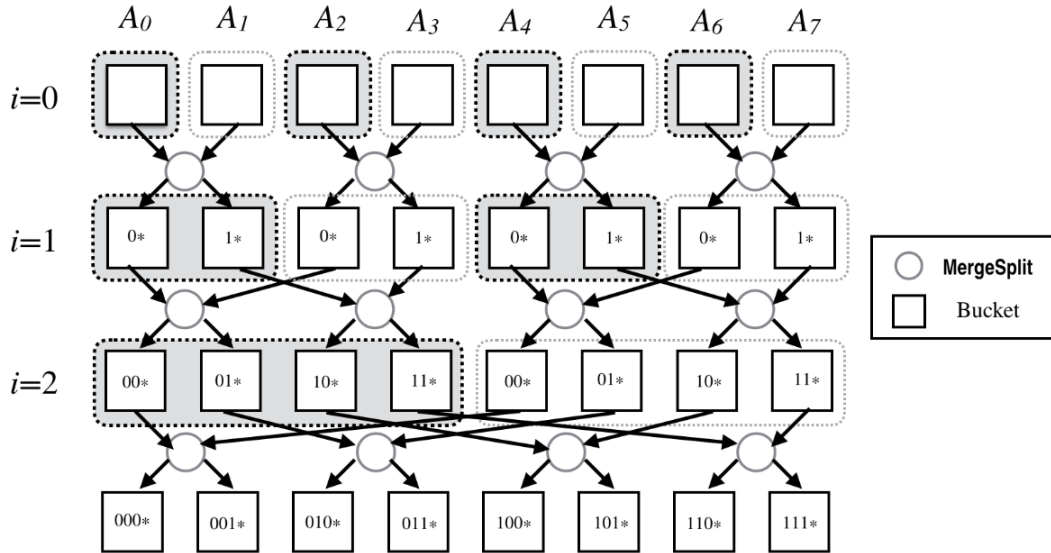 A₀ A₁ A₂ A₃ A₄ A₅ A₆ A₇
i=0
i=1 0* 1* 0* 1* 0* 1* 0* 1*
MergeSplit
Bucket
i=2 00* 01* 10* 11* 00* 01* 10* 11*
000* 001* 010* 011* 100* 101* 110* 111*